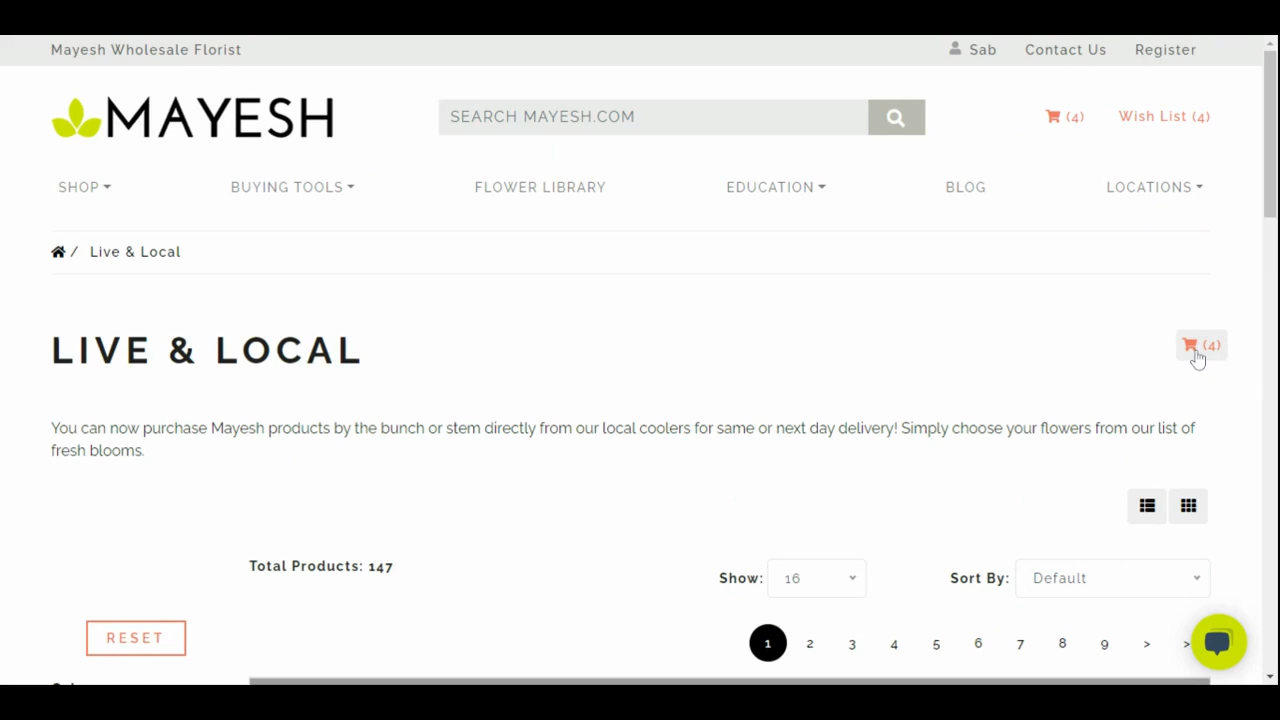 Mayesh Wholesale Florist
Sab Contact Us Register
MAYESH
SEARCH MAYESH.COM
(4) Wish List (4)
SHOP BUYING TOOLS FLOWER LIBRARY EDUCATION BLOG LOCATIONS
/ Live & Local
LIVE & LOCAL
(4)
You can now purchase Mayesh products by the bunch or stem directly from our local coolers for same or next day delivery! Simply choose your flowers from our list of
fresh blooms.
Total Products: 147
Show: 16 Sort By: Default
RESET
1 2 3 4 5 6 7 8 9 > >